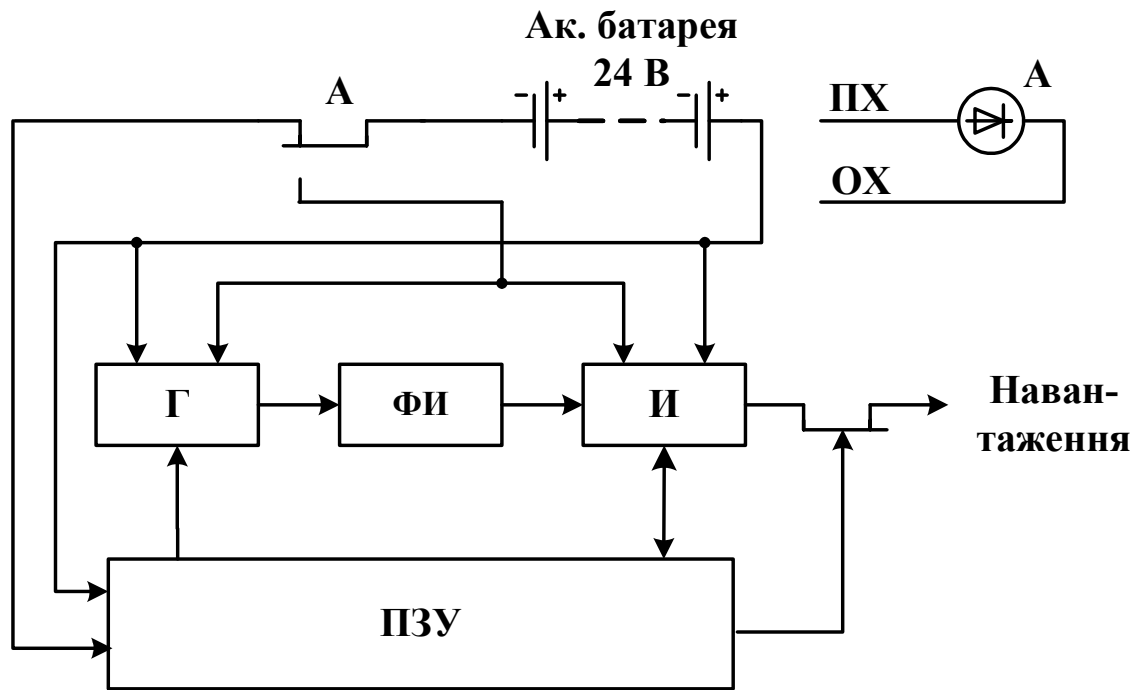 Ак. батарея
24 В
А
- + - +
ПХ
А
ОХ
Г
ФИ
И
Наван-
таження
ПЗУ